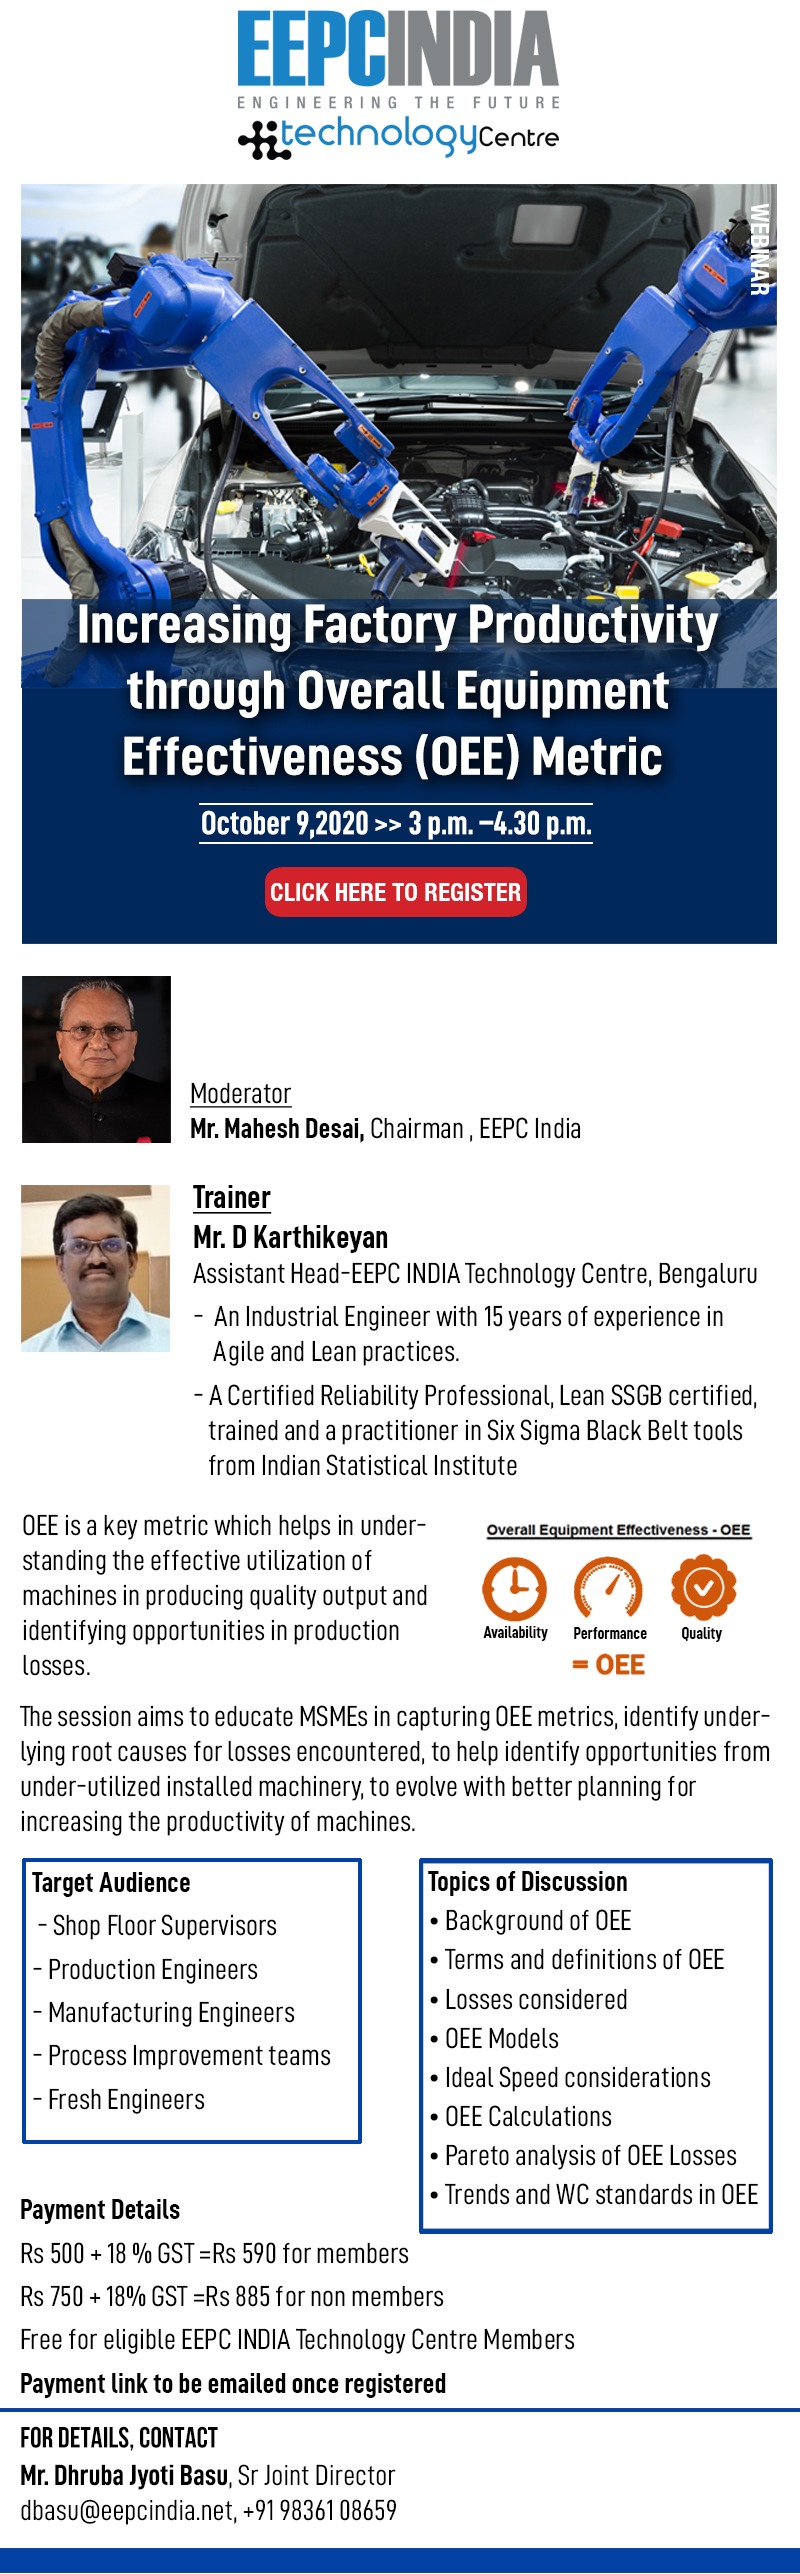 EEPCINDIA
ENGINEERING THE FUTURE
technologyCentre
WEBINAR
Increasing Factory Productivity
through Overall Equipment
Effectiveness (OEE) Metric
October 9,2020 >> 3 p.m. –4.30 p.m.
CLICK HERE TO REGISTER
Moderator
Mr. Mahesh Desai, Chairman , EEPC India
Trainer
Mr. D Karthikeyan
Assistant Head-EEPC INDIA Technology Centre, Bengaluru
- An Industrial Engineer with 15 years of experience in
Agile and Lean practices.
- A Certified Reliability Professional, Lean SSGB certified,
trained and a practitioner in Six Sigma Black Belt tools
from Indian Statistical Institute
OEE is a key metric which helps in under-
standing the effective utilization of
machines in producing quality output and
identifying opportunities in production
losses.
Overall Equipment Effectiveness - OEE
Availability Performance Quality
= OEE
The session aims to educate MSMEs in capturing OEE metrics, identify under-
lying root causes for losses encountered, to help identify opportunities from
under-utilized installed machinery, to evolve with better planning for
increasing the productivity of machines.
Target Audience
- Shop Floor Supervisors
- Production Engineers
- Manufacturing Engineers
- Process Improvement teams
- Fresh Engineers
Topics of Discussion
• Background of OEE
• Terms and definitions of OEE
• Losses considered
• OEE Models
• Ideal Speed considerations
• OEE Calculations
• Pareto analysis of OEE Losses
• Trends and WC standards in OEE
Payment Details
Rs 500 + 18 % GST =Rs 590 for members
Rs 750 + 18% GST =Rs 885 for non members
Free for eligible EEPC INDIA Technology Centre Members
Payment link to be emailed once registered
FOR DETAILS, CONTACT
Mr. Dhruba Jyoti Basu, Sr Joint Director
dbasu@eepcindia.net, +91 98361 08659